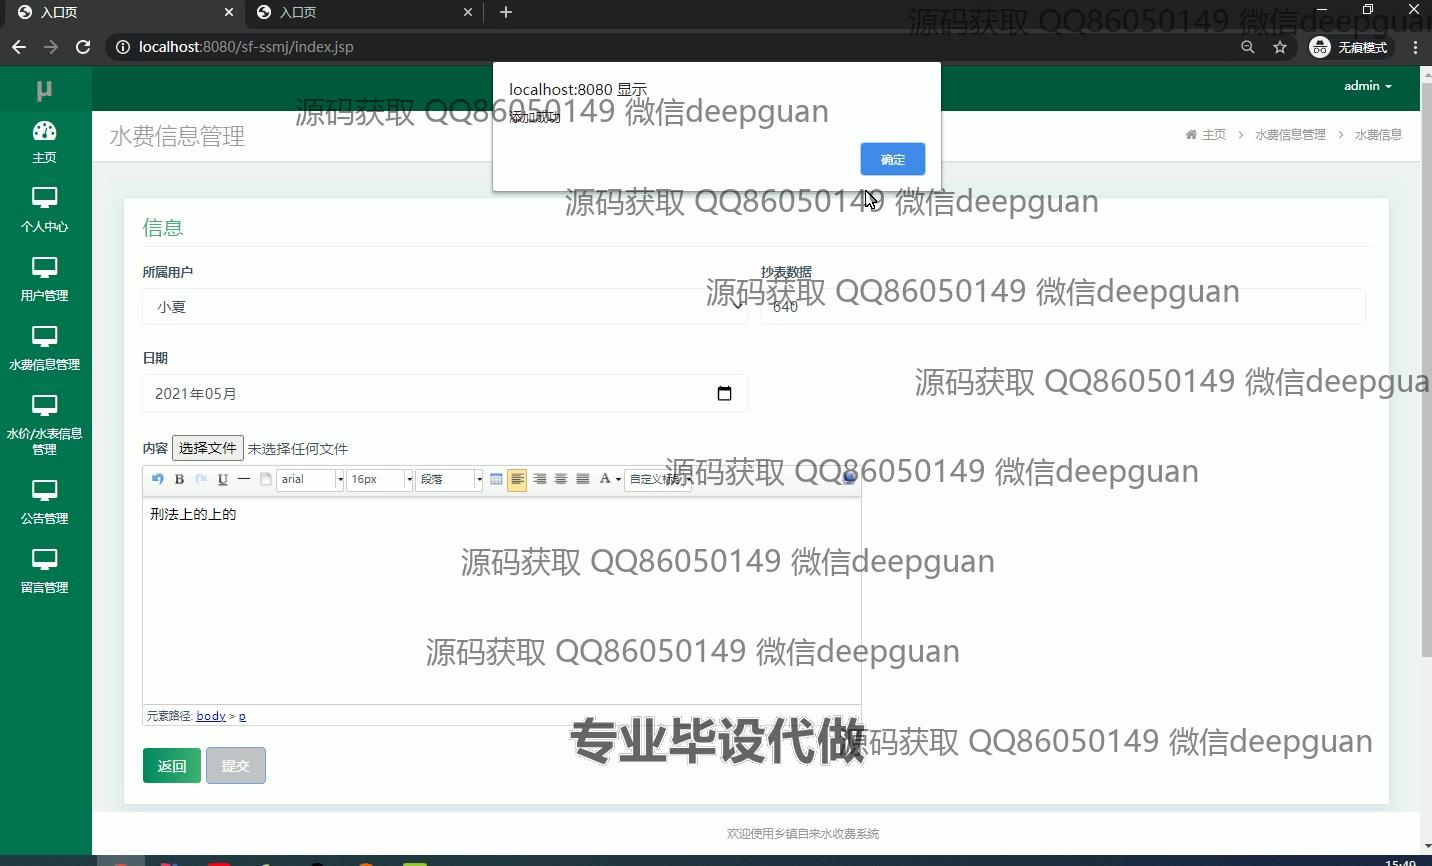 入口页
入口页
localhost:8080/sf-ssmj/index.jsp
无痕模式
源码获取 QQ86050149 微信deepguan
μ
admin
localhost:8080 显示
添加成功
确定
源码获取 QQ86050149 微信deepguan
水费信息管理
主页 > 水费信息管理 > 水费信息
主页
个人中心
用户管理
水费信息管理
水价/水表信息
管理
公告管理
留言管理
源码获取 QQ86050149 微信deepguan
信息
所属用户
抄表数据
源码获取 QQ86050149 微信deepguan
小夏
640
日期
2021年05月
源码获取 QQ86050149 微信deepgua
内容 选择文件 未选择任何文件
B U arial 16px 段落 A 自定义标题
源码获取 QQ86050149 微信deepguan
刑法上的上的
源码获取 QQ86050149 微信deepguan
源码获取 QQ86050149 微信deepguan
元素路径: body > p
专业毕设代做
源码获取 QQ86050149 微信deepguan
返回 提交
欢迎使用乡镇自来水收费系统
15:49